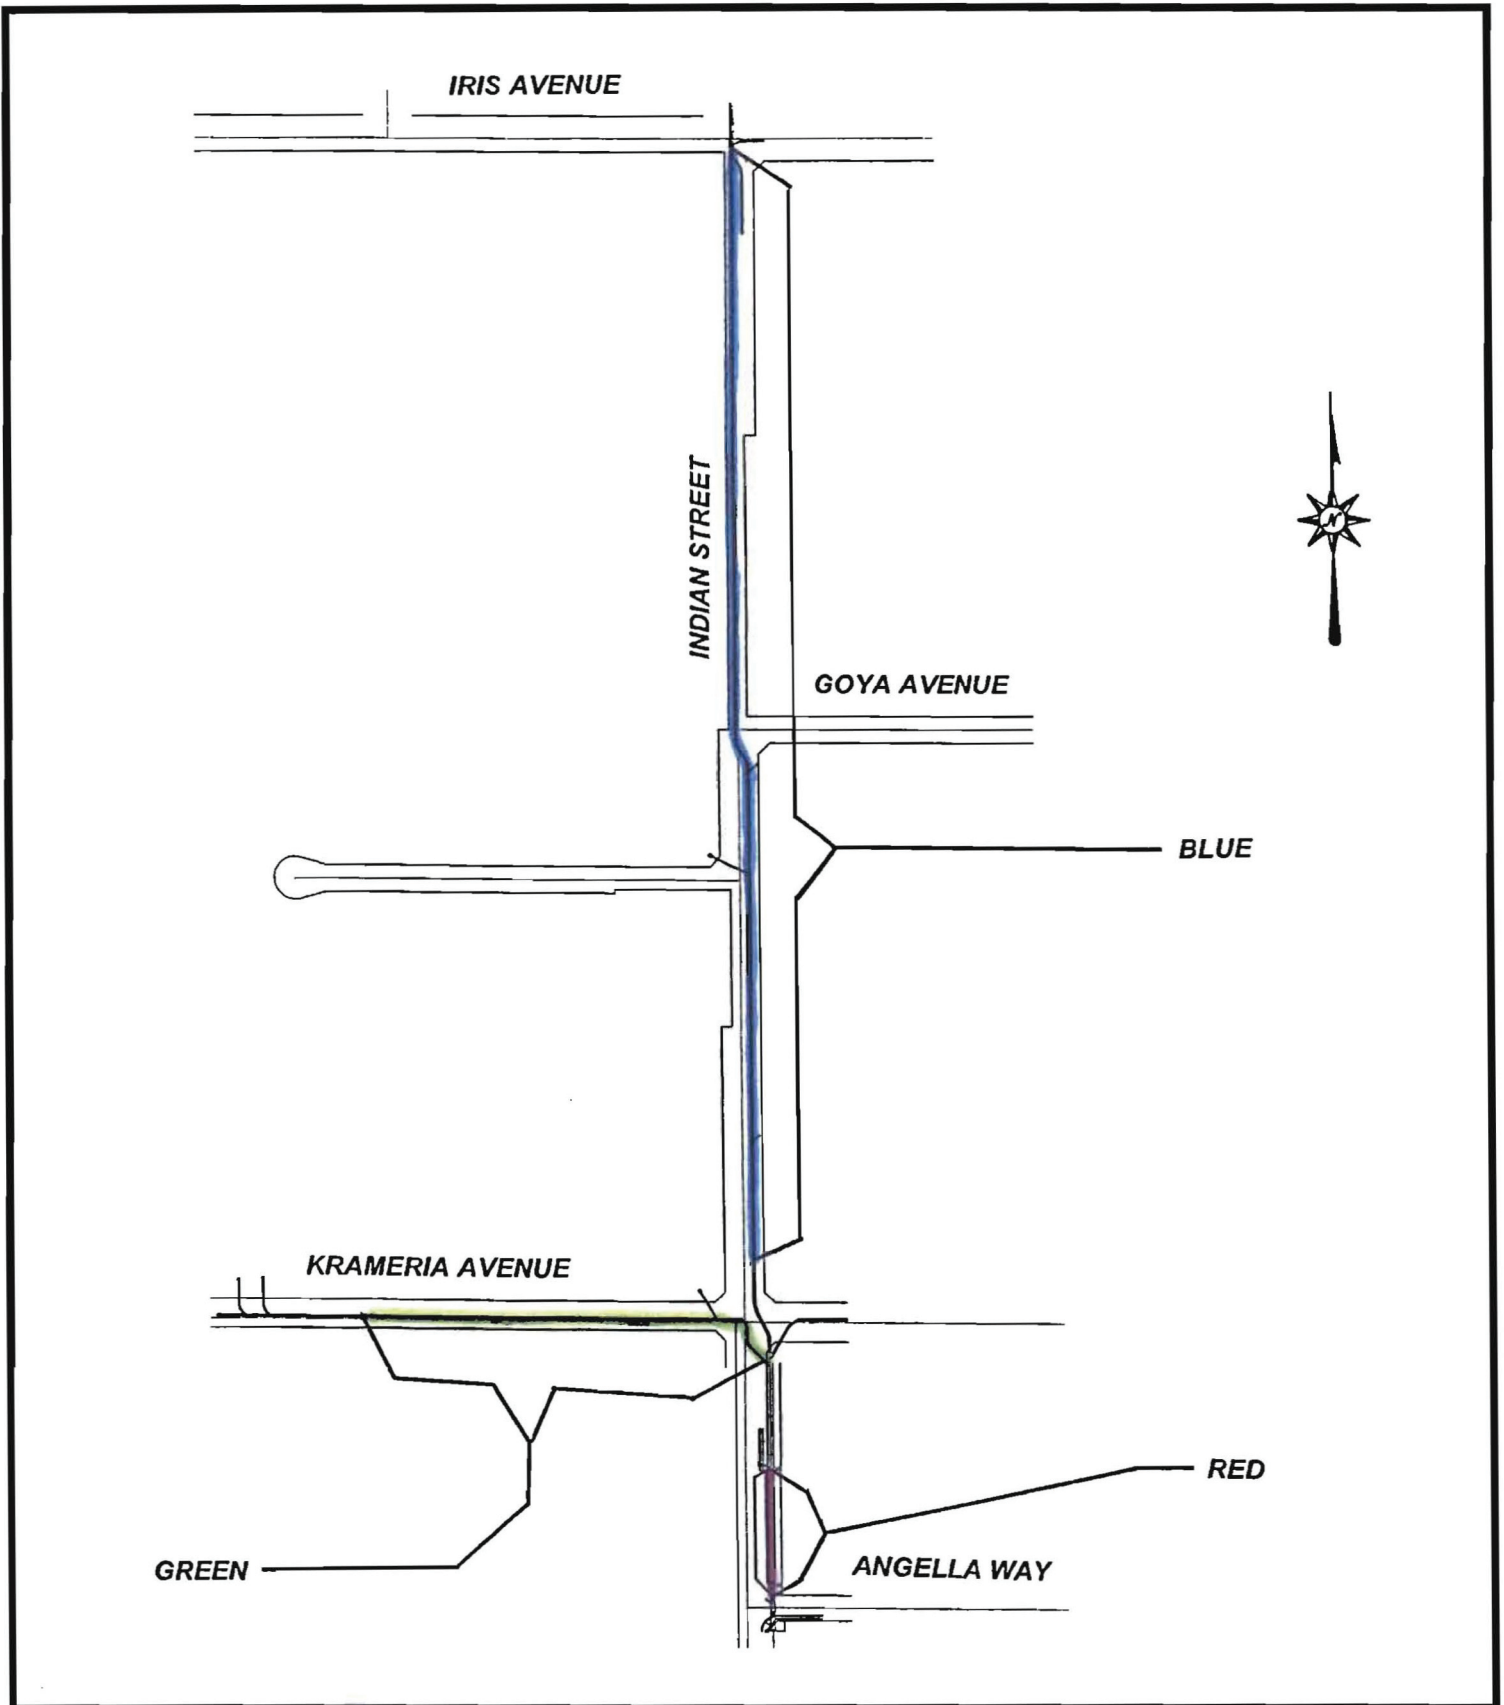 IRIS AVENUE
INDIAN STREET
N
GOYA AVENUE
BLUE
KRAMERIA AVENUE
RED
GREEN
ANGELLA WAY